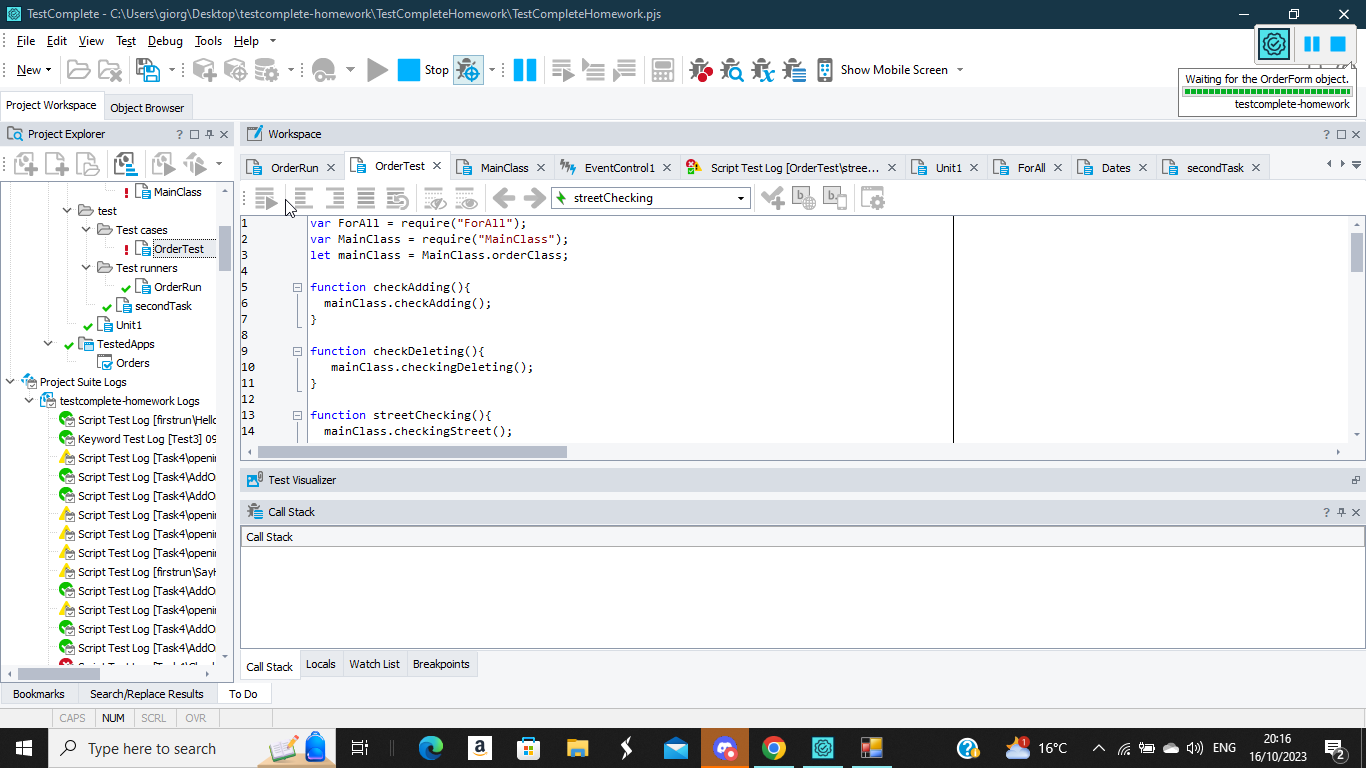 TestComplete - C:\Users\giorg\Desktop\testcomplete-homework\TestCompleteHomework\TestCompleteHomework.pjs
File Edit View Test Debug Tools Help
New Stop Show Mobile Screen
Waiting for the OrderForm object.
testcomplete-homework
Project Workspace Object Browser
Project Explorer
Workspace
OrderRun OrderTest MainClass EventControl1 Script Test Log [OrderTest\stree... Unit1 ForAll Dates secondTask
streetChecking
MainClass
test
Test cases
OrderTest
Test runners
OrderRun
secondTask
Unit1
TestedApps
Orders
Project Suite Logs
testcomplete-homework Logs
Script Test Log [firstrun\Hello
Keyword Test Log [Test3] 09
Script Test Log [Task4\openi
Script Test Log [Task4\AddO
Script Test Log [Task4\AddO
Script Test Log [Task4\openi
Script Test Log [Task4\openi
Script Test Log [Task4\openi
Script Test Log [firstrun\SayH
Script Test Log [Task4\AddO
Script Test Log [Task4\openi
Script Test Log [Task4\AddO
Script Test Log [Task4\AddO
1 var ForAll = require("ForAll");
2 var MainClass = require("MainClass");
3 let mainClass = MainClass.orderClass;
4
5 function checkAdding(){
6 mainClass.checkAdding();
7 }
8
9 function checkDeleting(){
10 mainClass.checkingDeleting();
11 }
12
13 function streetChecking(){
14 mainClass.checkingStreet();
Test Visualizer
Call Stack
Call Stack
Call Stack Locals Watch List Breakpoints
Bookmarks Search/Replace Results To Do
CAPS NUM SCRL OVR
Type here to search
16°C
ENG
20:16
16/10/2023
2